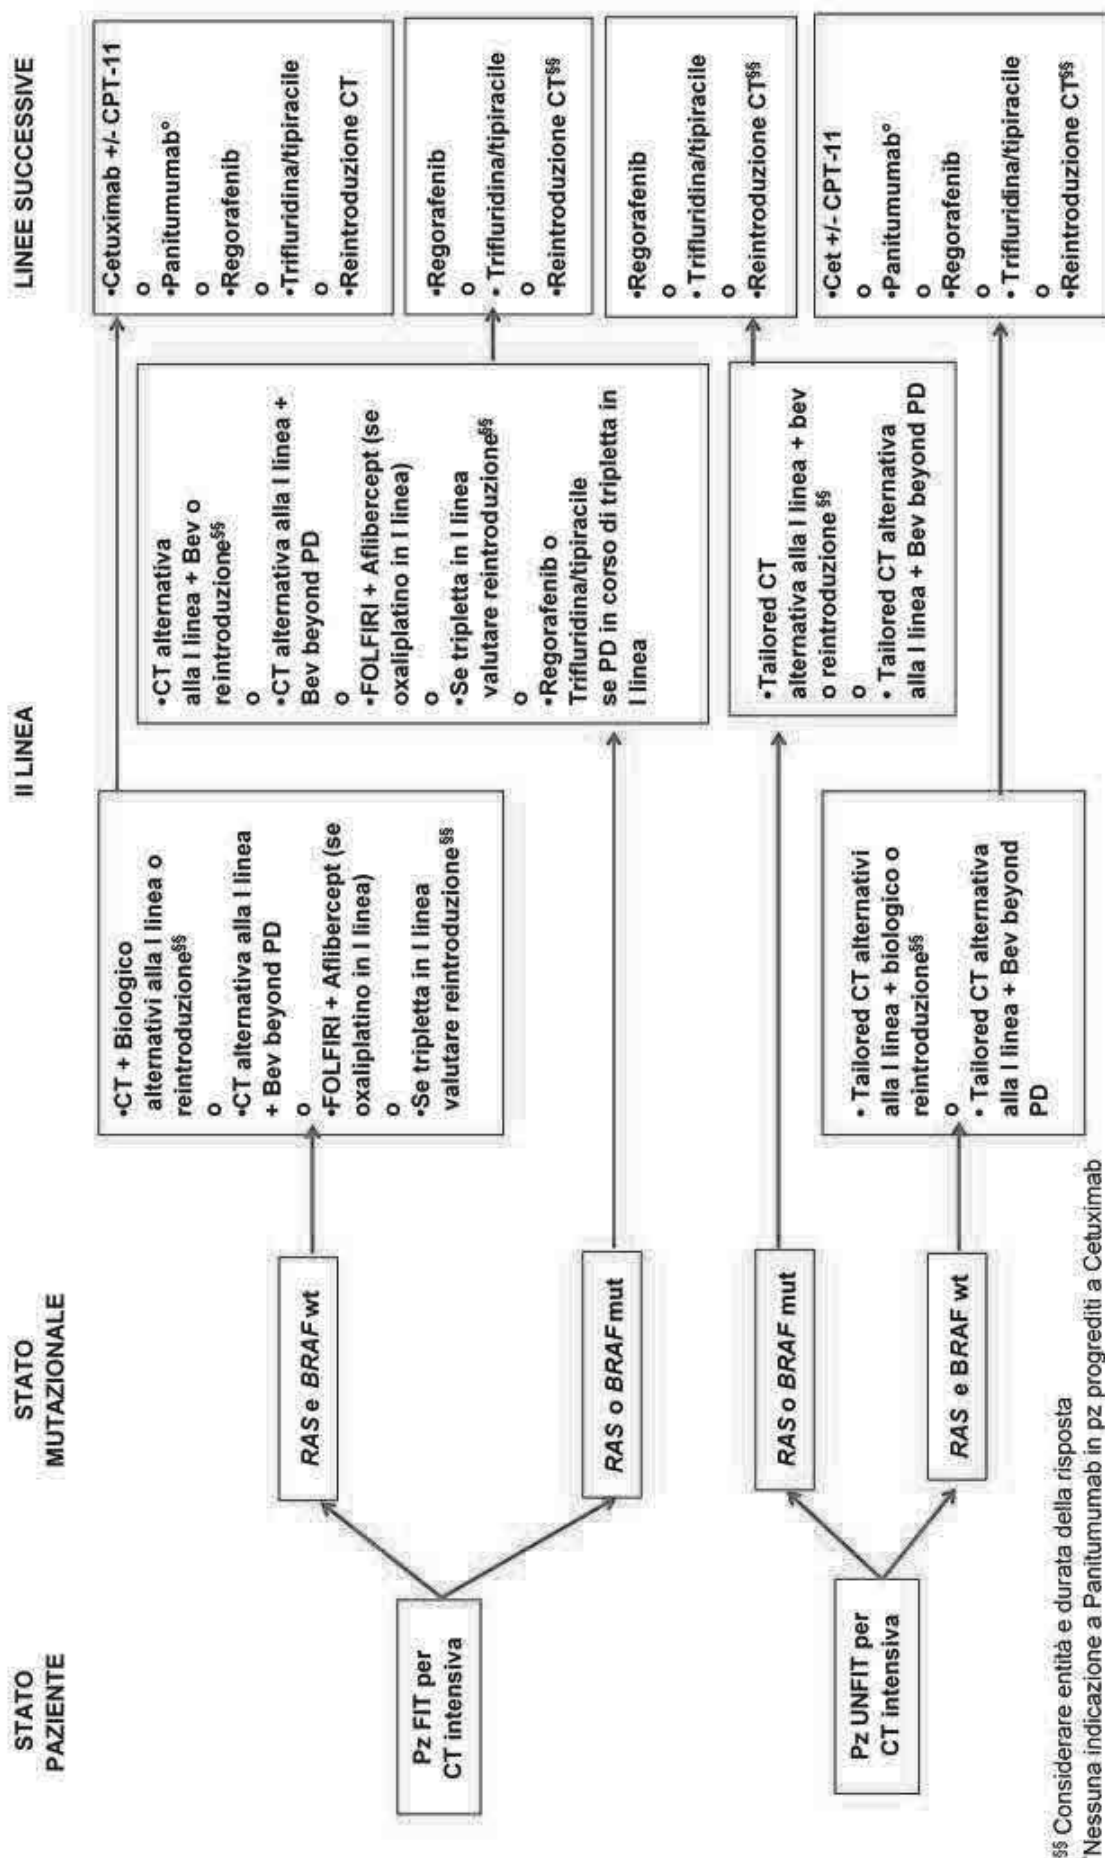 STATO
PAZIENTE
STATO
MUTAZIONALE
II LINEA
LINEE SUCCESSIVE
Pz FIT per
CT intensiva
RAS e BRAF wt
•CT + Biologico
alternativi alla I linea o
reintroduzione§§
o
•CT alternativa alla I linea
+ Bev beyond PD
o
•FOLFIRI + Aflibercept (se
oxaliplatino in I linea)
o
•Se tripletta in I linea
valutare reintroduzione§§
•Cetuximab +/- CPT-11
o
•Panitumumab°
o
•Regorafenib
o
•Trifluridina/tipiracile
o
•Reintroduzione CT
RAS o BRAF mut
•CT alternativa
alla I linea + Bev o
reintroduzione§§
o
•CT alternativa alla I linea +
Bev beyond PD
o
•FOLFIRI + Aflibercept (se
oxaliplatino in I linea)
o
•Se tripletta in I linea
valutare reintroduzione§§
o
•Regorafenib o
Trifluridina/tipiracile
se PD in corso di tripletta in
I linea
•Regorafenib
o
• Trifluridina/tipiracile
o
•Reintroduzione CT§§
Pz UNFIT per
CT intensiva
RAS o BRAF mut
•Tailored CT
alternativa alla I linea + bev
o reintroduzione §§
o
• Tailored CT alternativa
alla I linea + Bev beyond PD
•Regorafenib
o
• Trifluridina/tipiracile
o
•Reintroduzione CT§§
RAS e BRAF wt
• Tailored CT alternativi
alla I linea + biologico o
reintroduzione§§
o
• Tailored CT alternativa
alla I linea + Bev beyond
PD
•Cet +/- CPT-11
o
•Panitumumab°
o
•Regorafenib
o
• Trifluridina/tipiracile
o
•Reintroduzione CT§§
§§ Considerare entità e durata della risposta
°Nessuna indicazione a Panitumumab in pz progrediti a Cetuximab